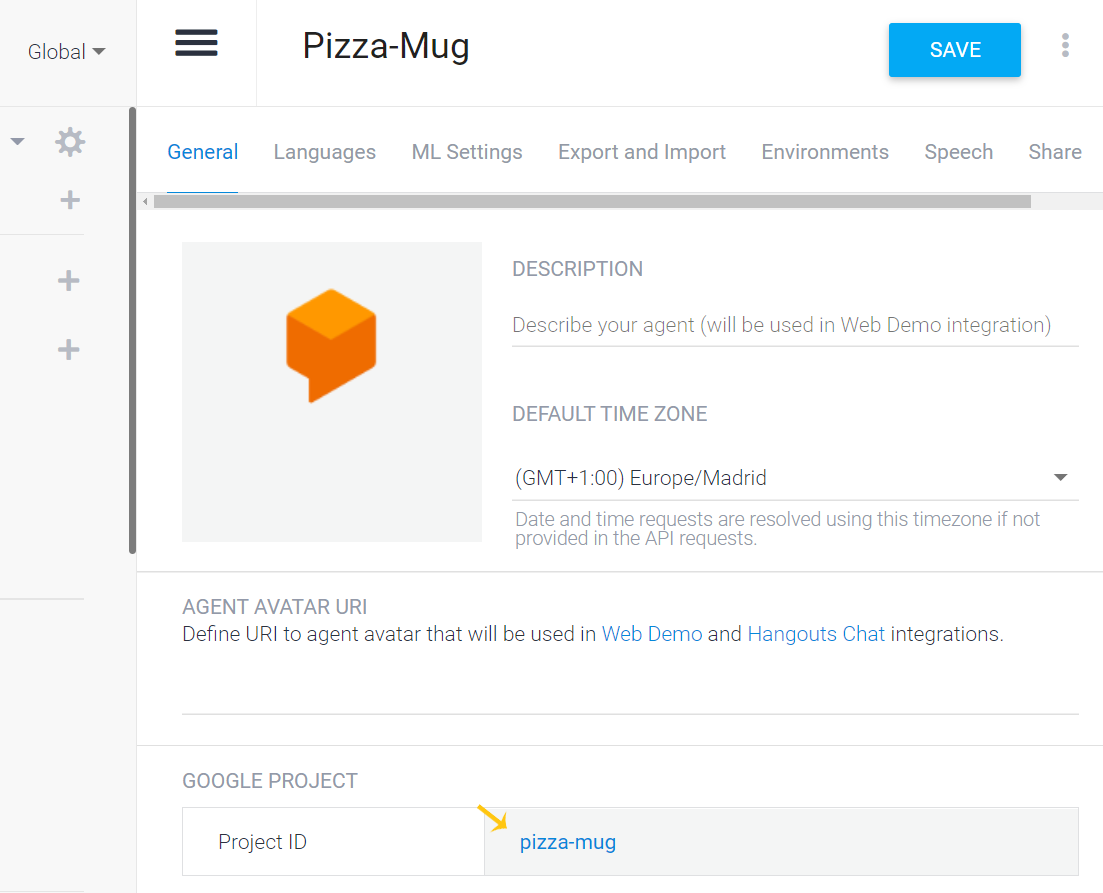 Global
Pizza-Mug
SAVE
General Languages ML Settings Export and Import Environments Speech Share
DESCRIPTION
Describe your agent (will be used in Web Demo integration)
DEFAULT TIME ZONE
(GMT+1:00) Europe/Madrid
Date and time requests are resolved using this timezone if not
provided in the API requests.
AGENT AVATAR URI
Define URI to agent avatar that will be used in Web Demo and Hangouts Chat integrations.
GOOGLE PROJECT
Project ID pizza-mug